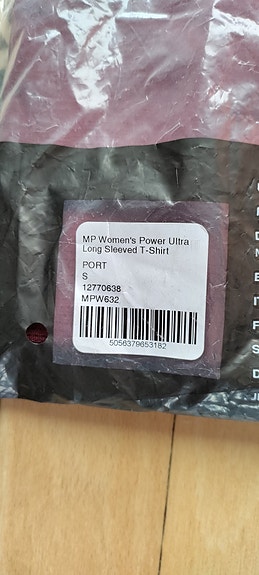 MP Women's Power Ultra
Long Sleeved T-Shirt
PORT
S
12770638
MPW632
5056379653182